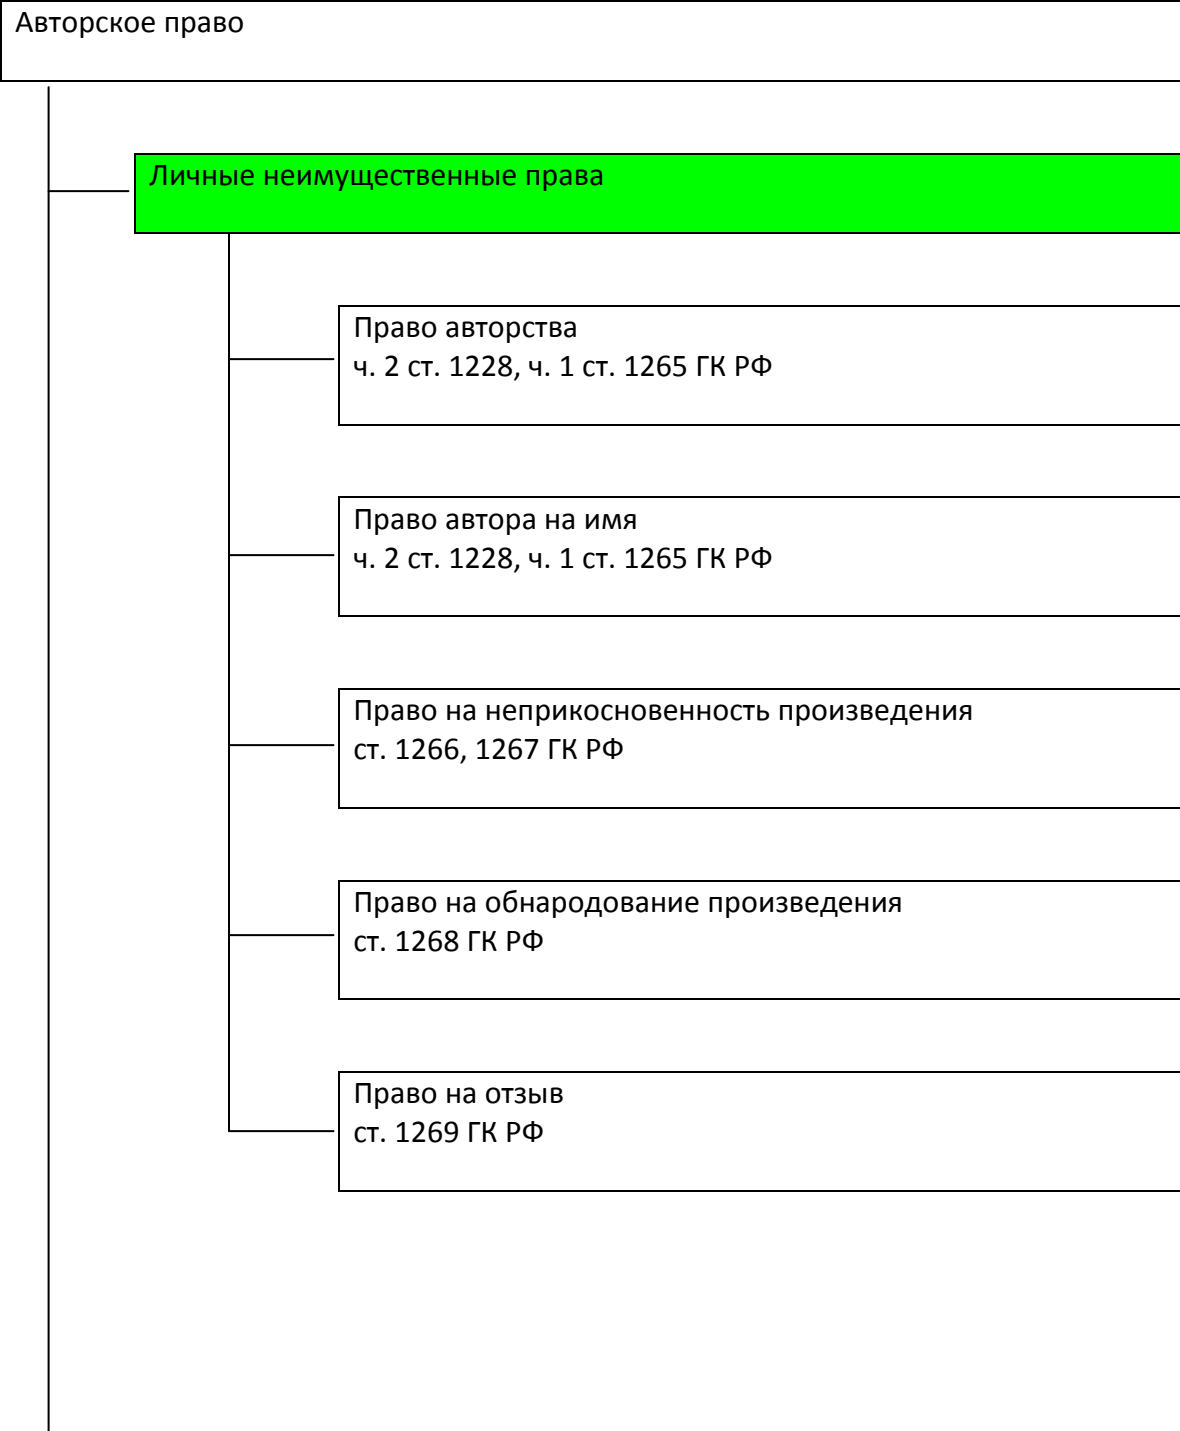 Авторское право
Личные неимущественные права
Право авторства
ч. 2 ст. 1228, ч. 1 ст. 1265 ГК РФ
Право автора на имя
ч. 2 ст. 1228, ч. 1 ст. 1265 ГК РФ
Право на неприкосновенность произведения
ст. 1266, 1267 ГК РФ
Право на обнародование произведения
ст. 1268 ГК РФ
Право на отзыв
ст. 1269 ГК РФ